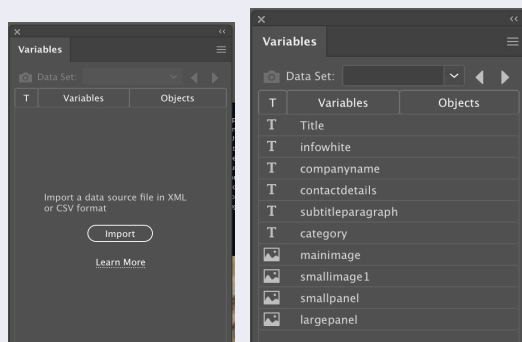 Variables
Data Set:
T Variables Objects
Import a data source file in XML
or CSV format
Import
Learn More
Variables
Data Set:
T Variables Objects
T Title
T infowhite
T companyname
T contactdetails
T subtitleparagraph
T category
mainimage
smallimage1
smallpanel
largepanel